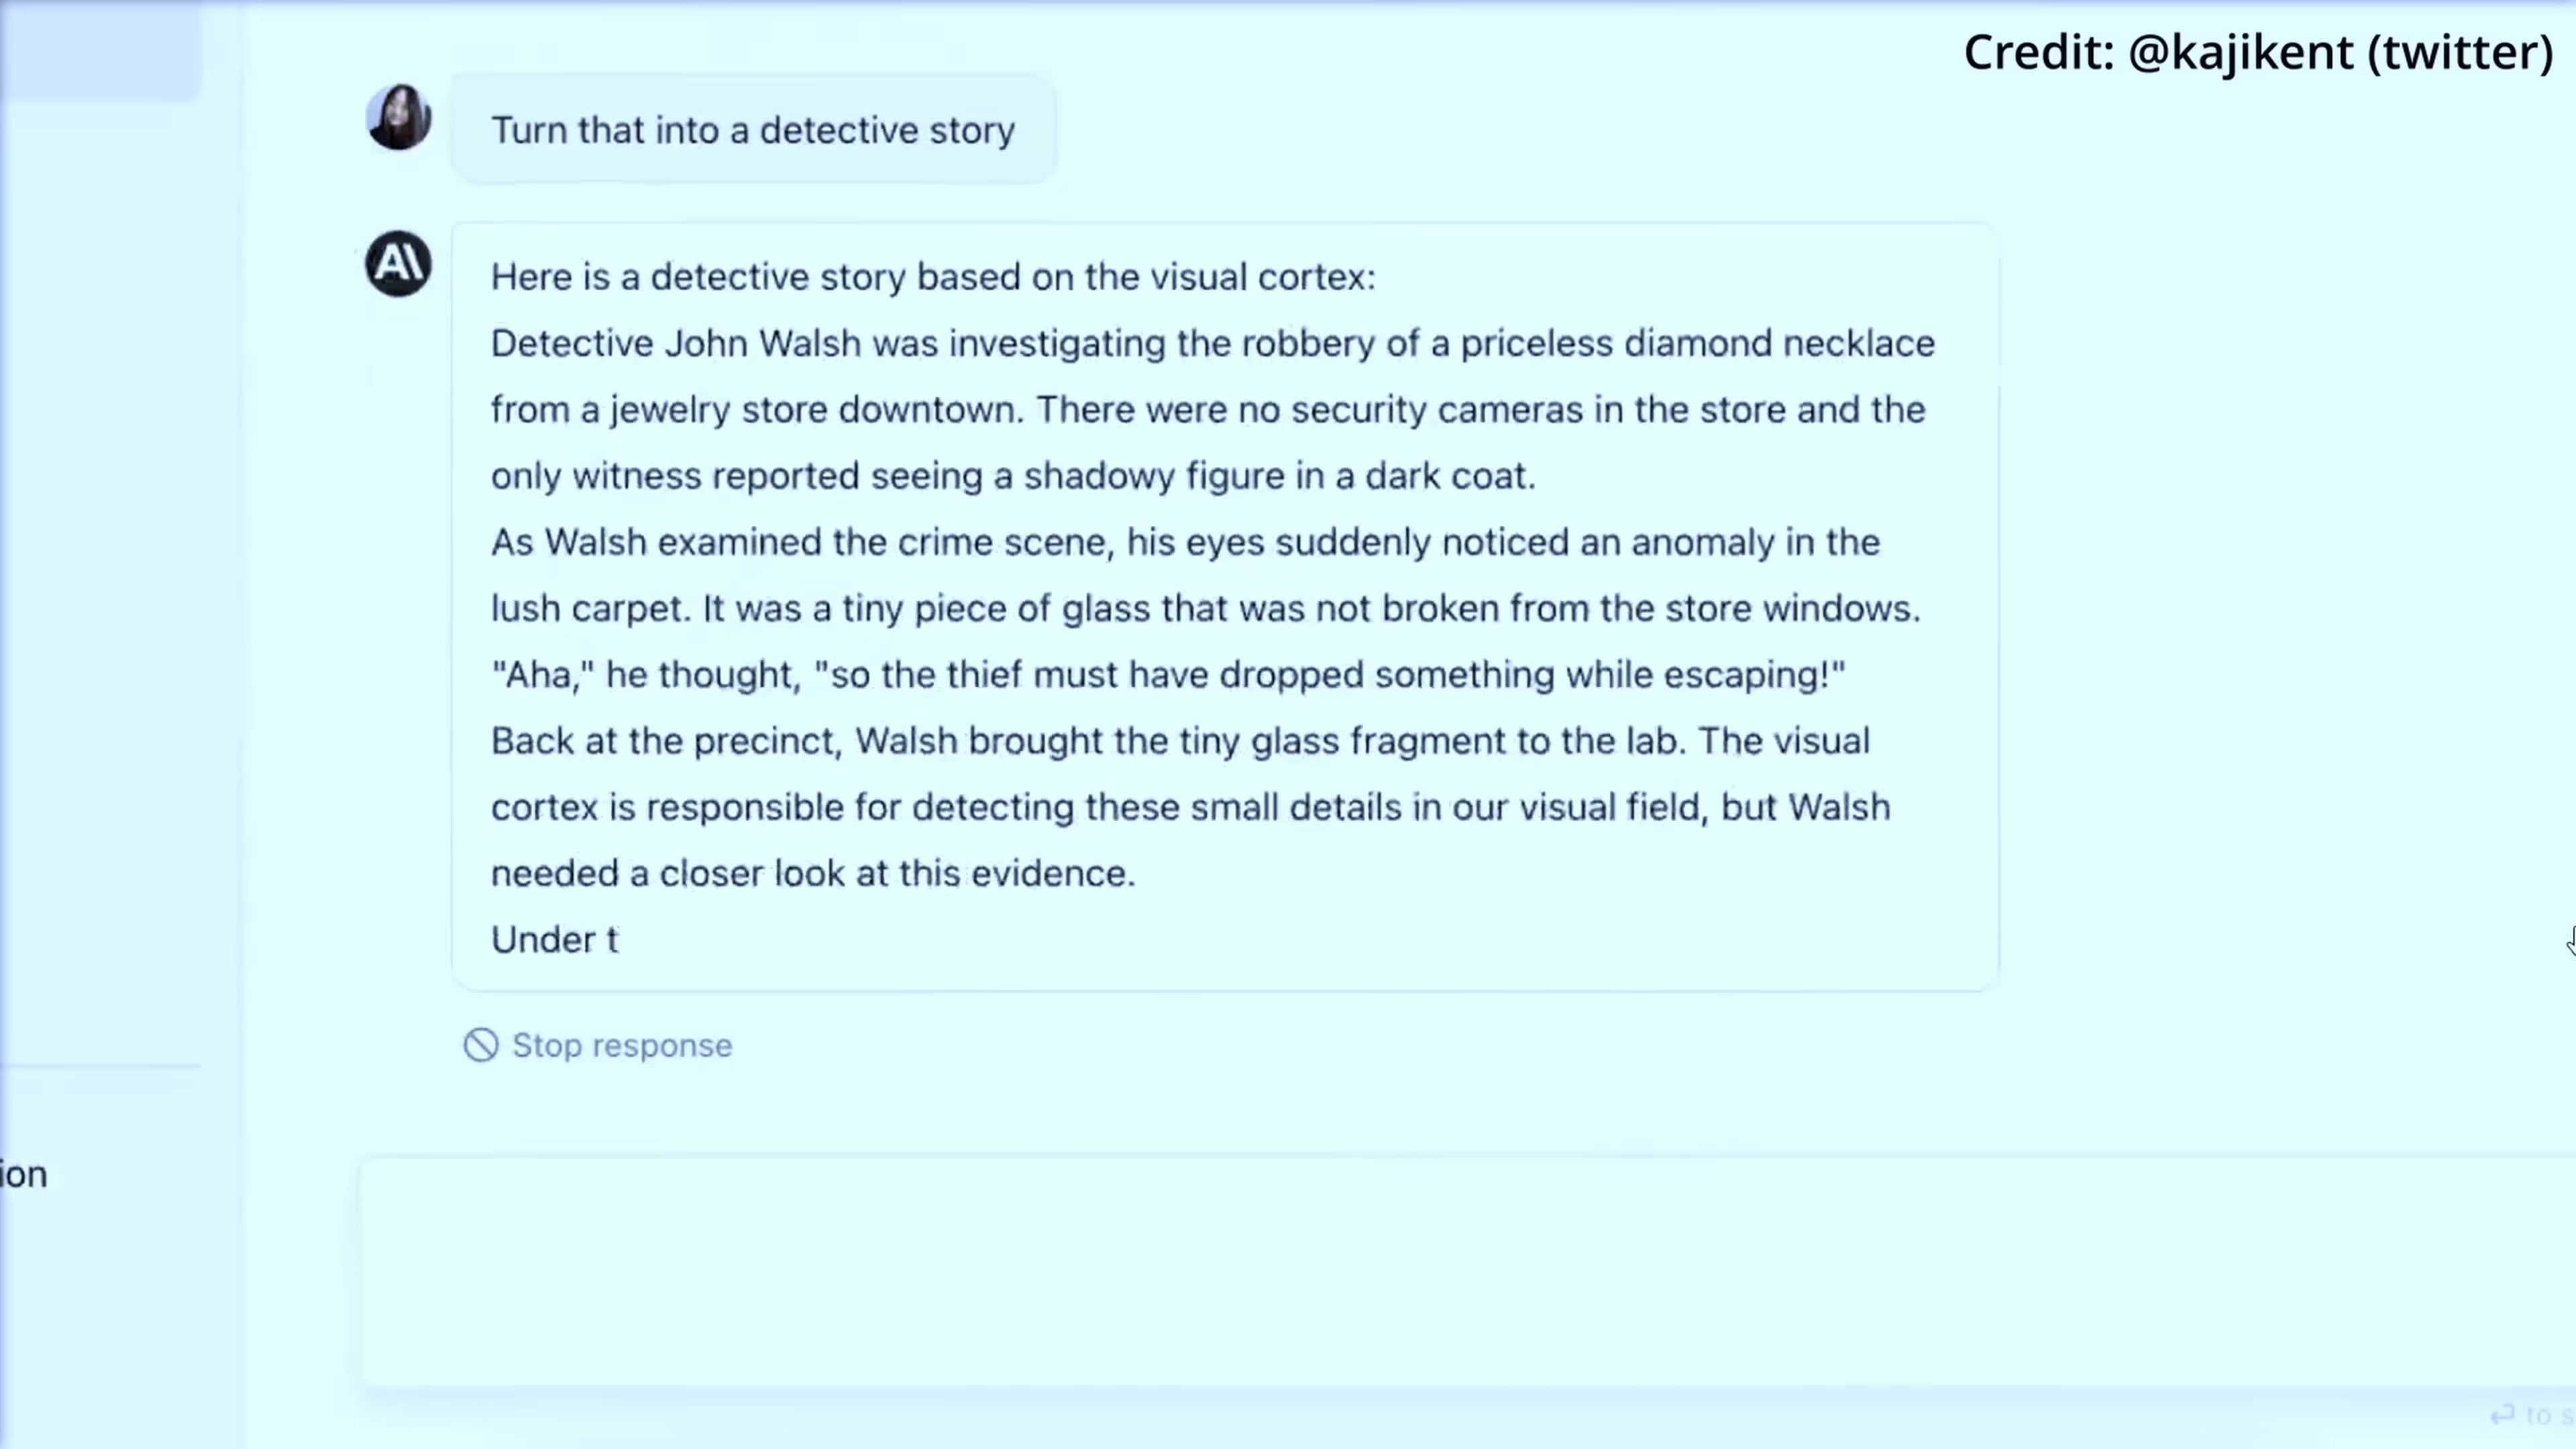 Credit: @kajikent (twitter)
Turn that into a detective story
Here is a detective story based on the visual cortex:
Detective John Walsh was investigating the robbery of a priceless diamond necklace
from a jewelry store downtown. There were no security cameras in the store and the
only witness reported seeing a shadowy figure in a dark coat.
As Walsh examined the crime scene, his eyes suddenly noticed an anomaly in the
lush carpet. It was a tiny piece of glass that was not broken from the store windows.
"Aha," he thought, "so the thief must have dropped something while escaping!"
Back at the precinct, Walsh brought the tiny glass fragment to the lab. The visual
cortex is responsible for detecting these small details in our visual field, but Walsh
needed a closer look at this evidence.
Under t
Stop response
ion
to s